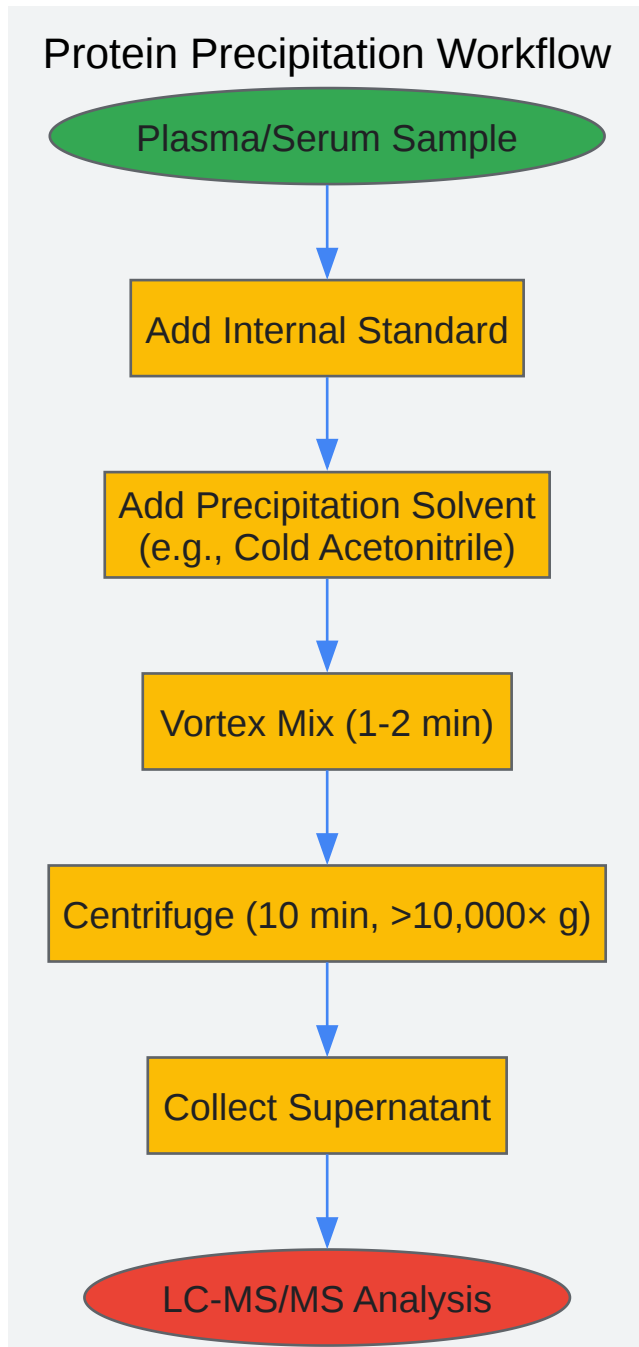 Protein Precipitation Workflow
Plasma/Serum Sample
Add Internal Standard
Add Precipitation Solvent
(e.g., Cold Acetonitrile)
Vortex Mix (1-2 min)
Centrifuge (10 min, >10,000× g)
Collect Supernatant
LC-MS/MS Analysis